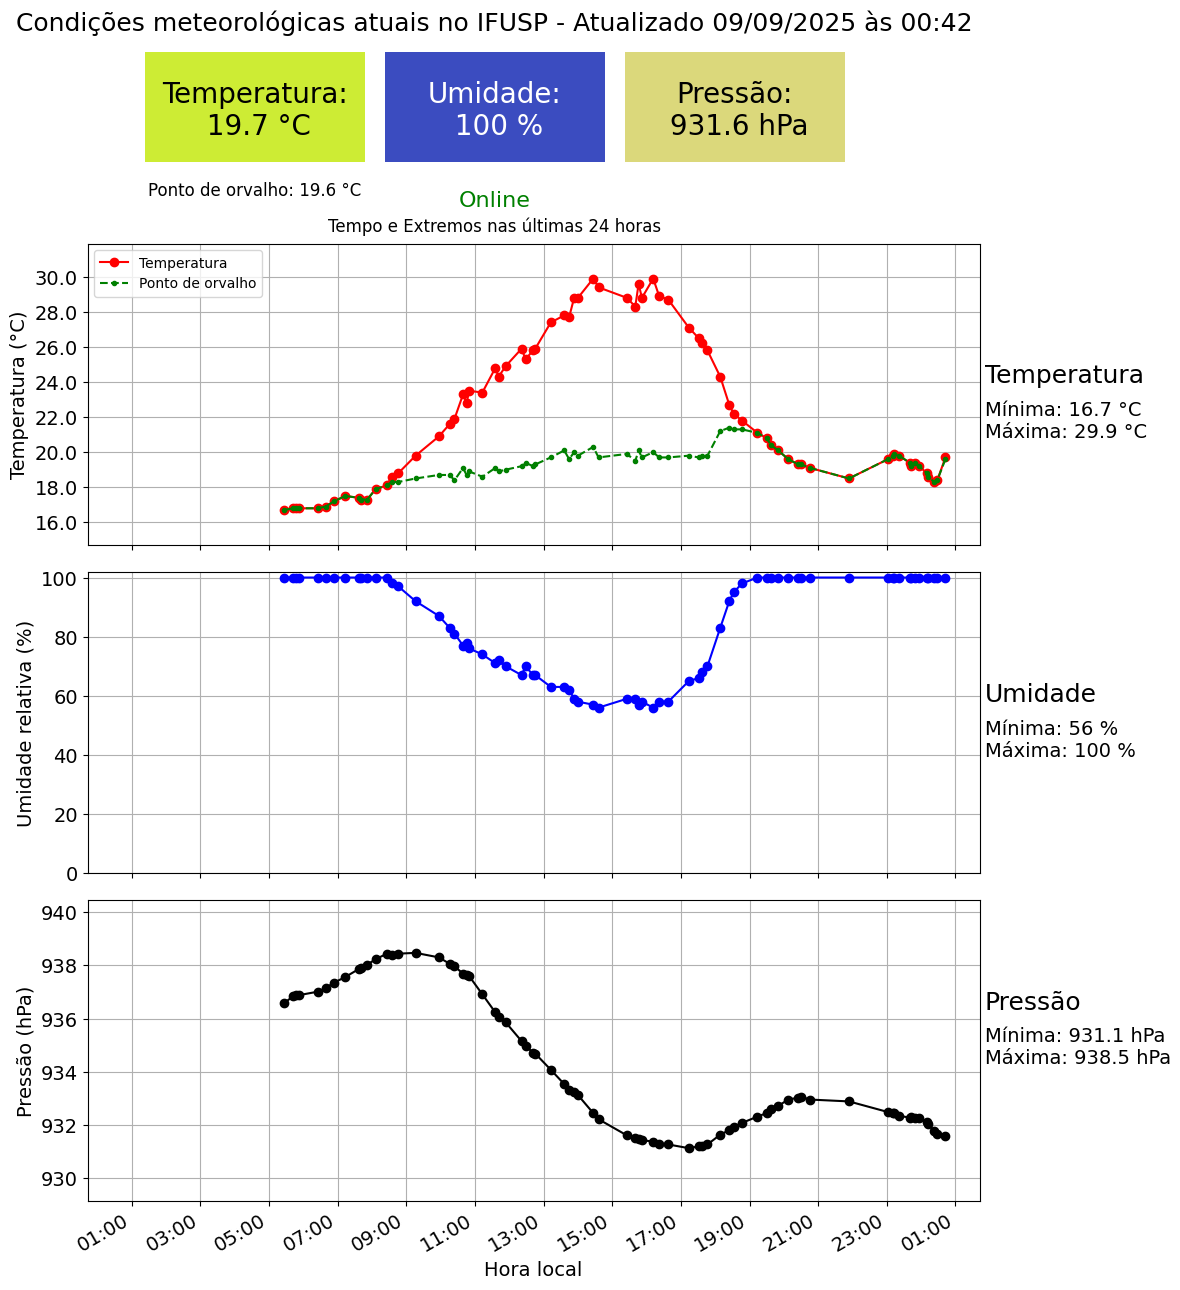 Condições meteorológicas atuais no IFUSP - Atualizado 09/09/2025 às 00:42
Temperatura:
19.7 °C
Umidade:
100 %
Pressão:
931.6 hPa
Ponto de orvalho: 19.6 °C
Online
Tempo e Extremos nas últimas 24 horas
Temperatura
Ponto de orvalho
Temperatura (°C)
30.0
28.0
26.0
24.0
22.0
20.0
18.0
16.0
Temperatura
Mínima: 16.7 °C
Máxima: 29.9 °C
Umidade relativa (%)
100
80
60
40
20
0
Umidade
Mínima: 56 %
Máxima: 100 %
Pressão (hPa)
940
938
936
934
932
930
Pressão
Mínima: 931.1 hPa
Máxima: 938.5 hPa
01:00 03:00 05:00 07:00 09:00 11:00 13:00 15:00 17:00 19:00 21:00 23:00 01:00
Hora local